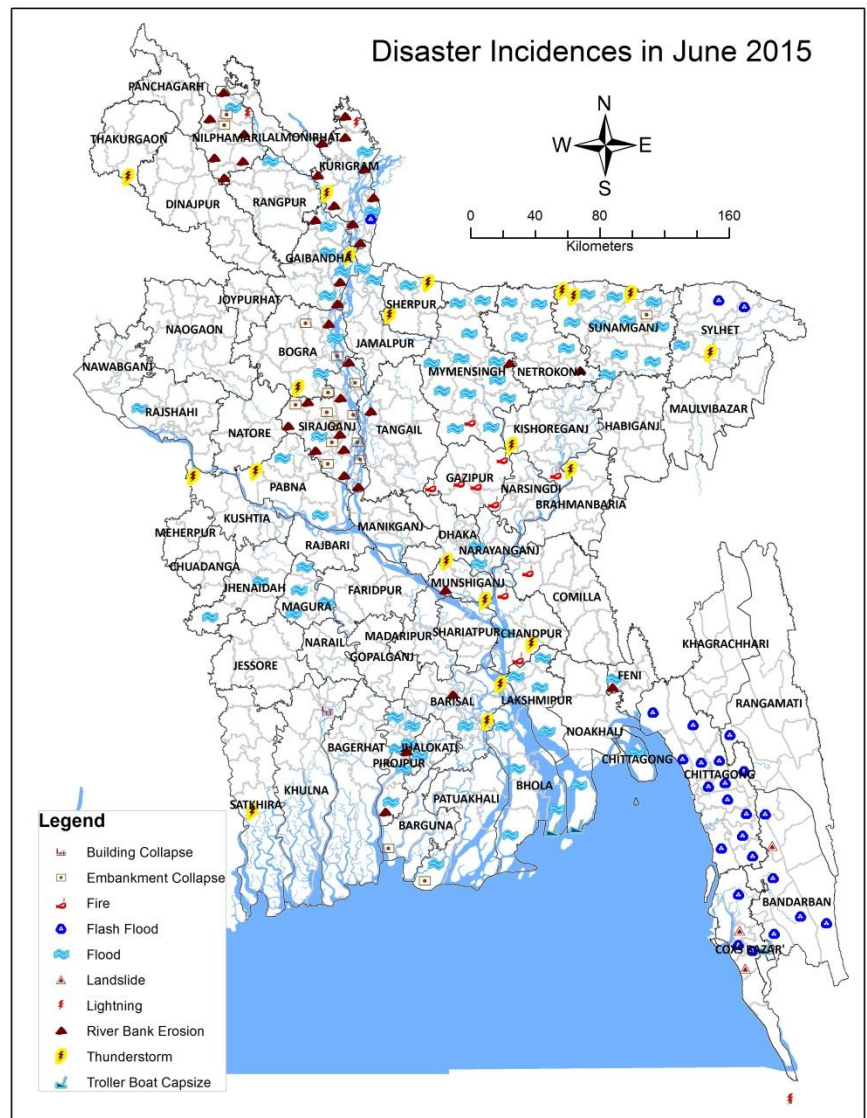 Disaster Incidences in June 2015
N
W E
S
0 40 80 160
Kilometers
PANCHAGARH
THAKURGAON
NILPHAMARI
LALMONIRHAT
KURIGRAM
DINAJPUR
RANGPUR
GAIBANDHA
JOYPURHAT
SHERPUR
NAOGAON
BOGRA
JAMALPUR
SUNAMGANJ
SYLHET
NAWABGANJ
MYMENSINGH
NETROKONA
RAJSHAHI
MAULVIBAZAR
NATORE
SIRAJGANJ
TANGAIL
KISHOREGANJ
HABIGANJ
PABNA
GAZIPUR
NARSINGDI
BRAHMANBARIA
KUSHTIA
MANIKGANJ
MEHERPUR
DHAKA
RAJBARI
NARAYANGANJ
CHUADANGA
JHENAIDAH
FARIDPUR
MUNSHIGANJ
MAGURA
COMILLA
NARAIL
MADARIPUR
SHARIATPUR
CHANDPUR
KHAGRACHHARI
JESSORE
GOPALGANJ
FENI
RANGAMATI
BARISAL
LAKSHMIPUR
NOAKHALI
BAGERHAT
JHALOKATI
CHITTAGONG
PIROJPUR
CHITTAGONG
KHULNA
BHOLA
SATKHIRA
PATUAKHALI
BARGUNA
BANDARBAN
COXS BAZAR'
Legend
Building Collapse
Embankment Collapse
Fire
Flash Flood
Flood
Landslide
Lightning
River Bank Erosion
Thunderstorm
Troller Boat Capsize